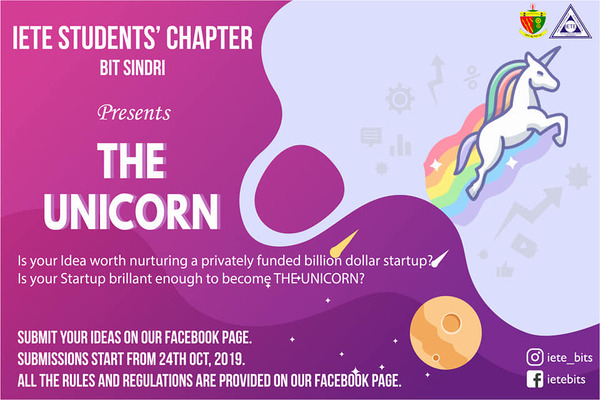 IETE STUDENTS' CHAPTER
BIT SINDRI
Presents
THE
UNICORN
Is your Idea worth nurturing a privately funded billion dollar startup?
Is your Startup brillant enough to become THE UNICORN?
SUBMIT YOUR IDEAS ON OUR FACEBOOK PAGE.
SUBMISSIONS START FROM 24TH OCT, 2019.
ALL THE RULES AND REGULATIONS ARE PROVIDED ON OUR FACEBOOK PAGE.
IETE
iete_bits
ietebits